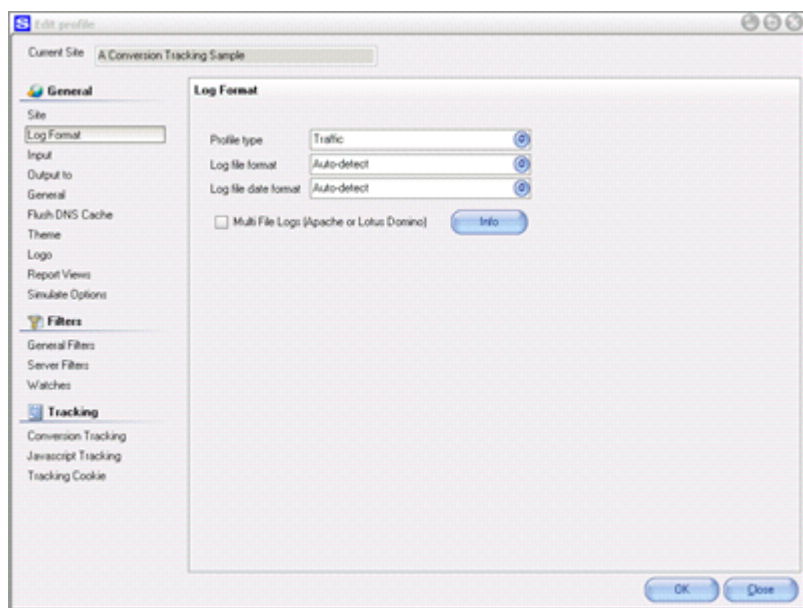 S Edit profile
Current Site A Conversion Tracking Sample
General
Site
Log Format
Input
Output to
General
Flush DNS Cache
Theme
Logo
Report Views
Simulate Options
Filters
General Filters
Server Filters
Watches
Tracking
Conversion Tracking
Javascript Tracking
Tracking Cookie
Log Format
Profile type Traffic
Log file format Auto-detect
Log file date format Auto-detect
Multi File Logs (Apache or Lotus Domino) Info
OK Close